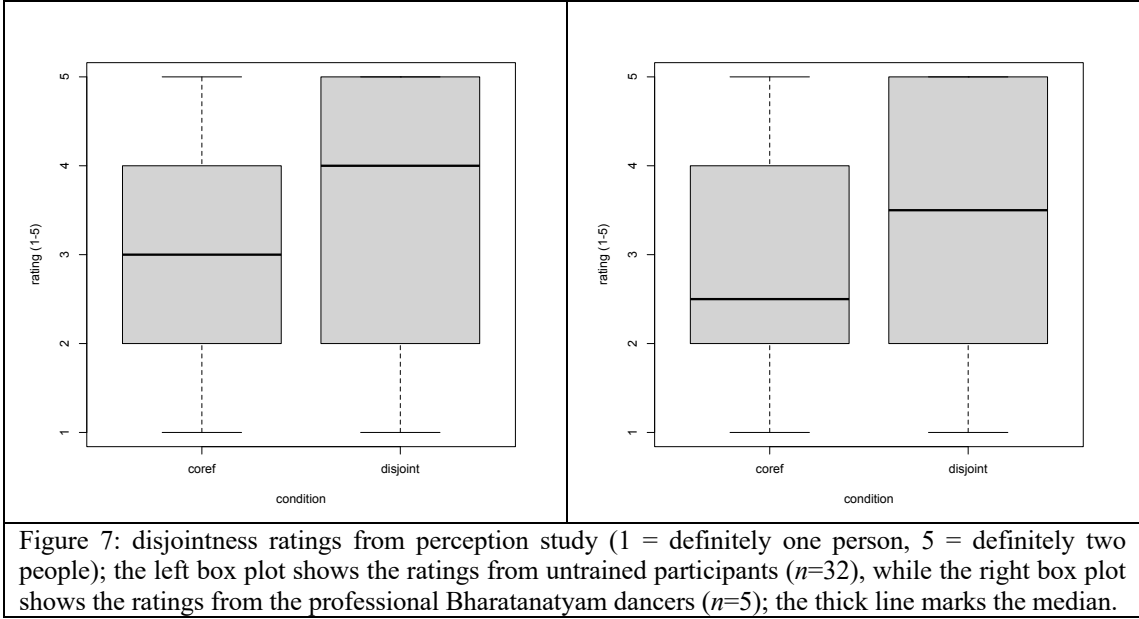 5
4
3
2
1
rating (1-5)
coref
disjoint
condition
5
4
3
2
1
rating (1-5)
coref
disjoint
condition
Figure 7: disjointness ratings from perception study (1 = definitely one person, 5 = definitely two
people); the left box plot shows the ratings from untrained participants (n=32), while the right box plot
shows the ratings from the professional Bharatanatyam dancers (n=5); the thick line marks the median.